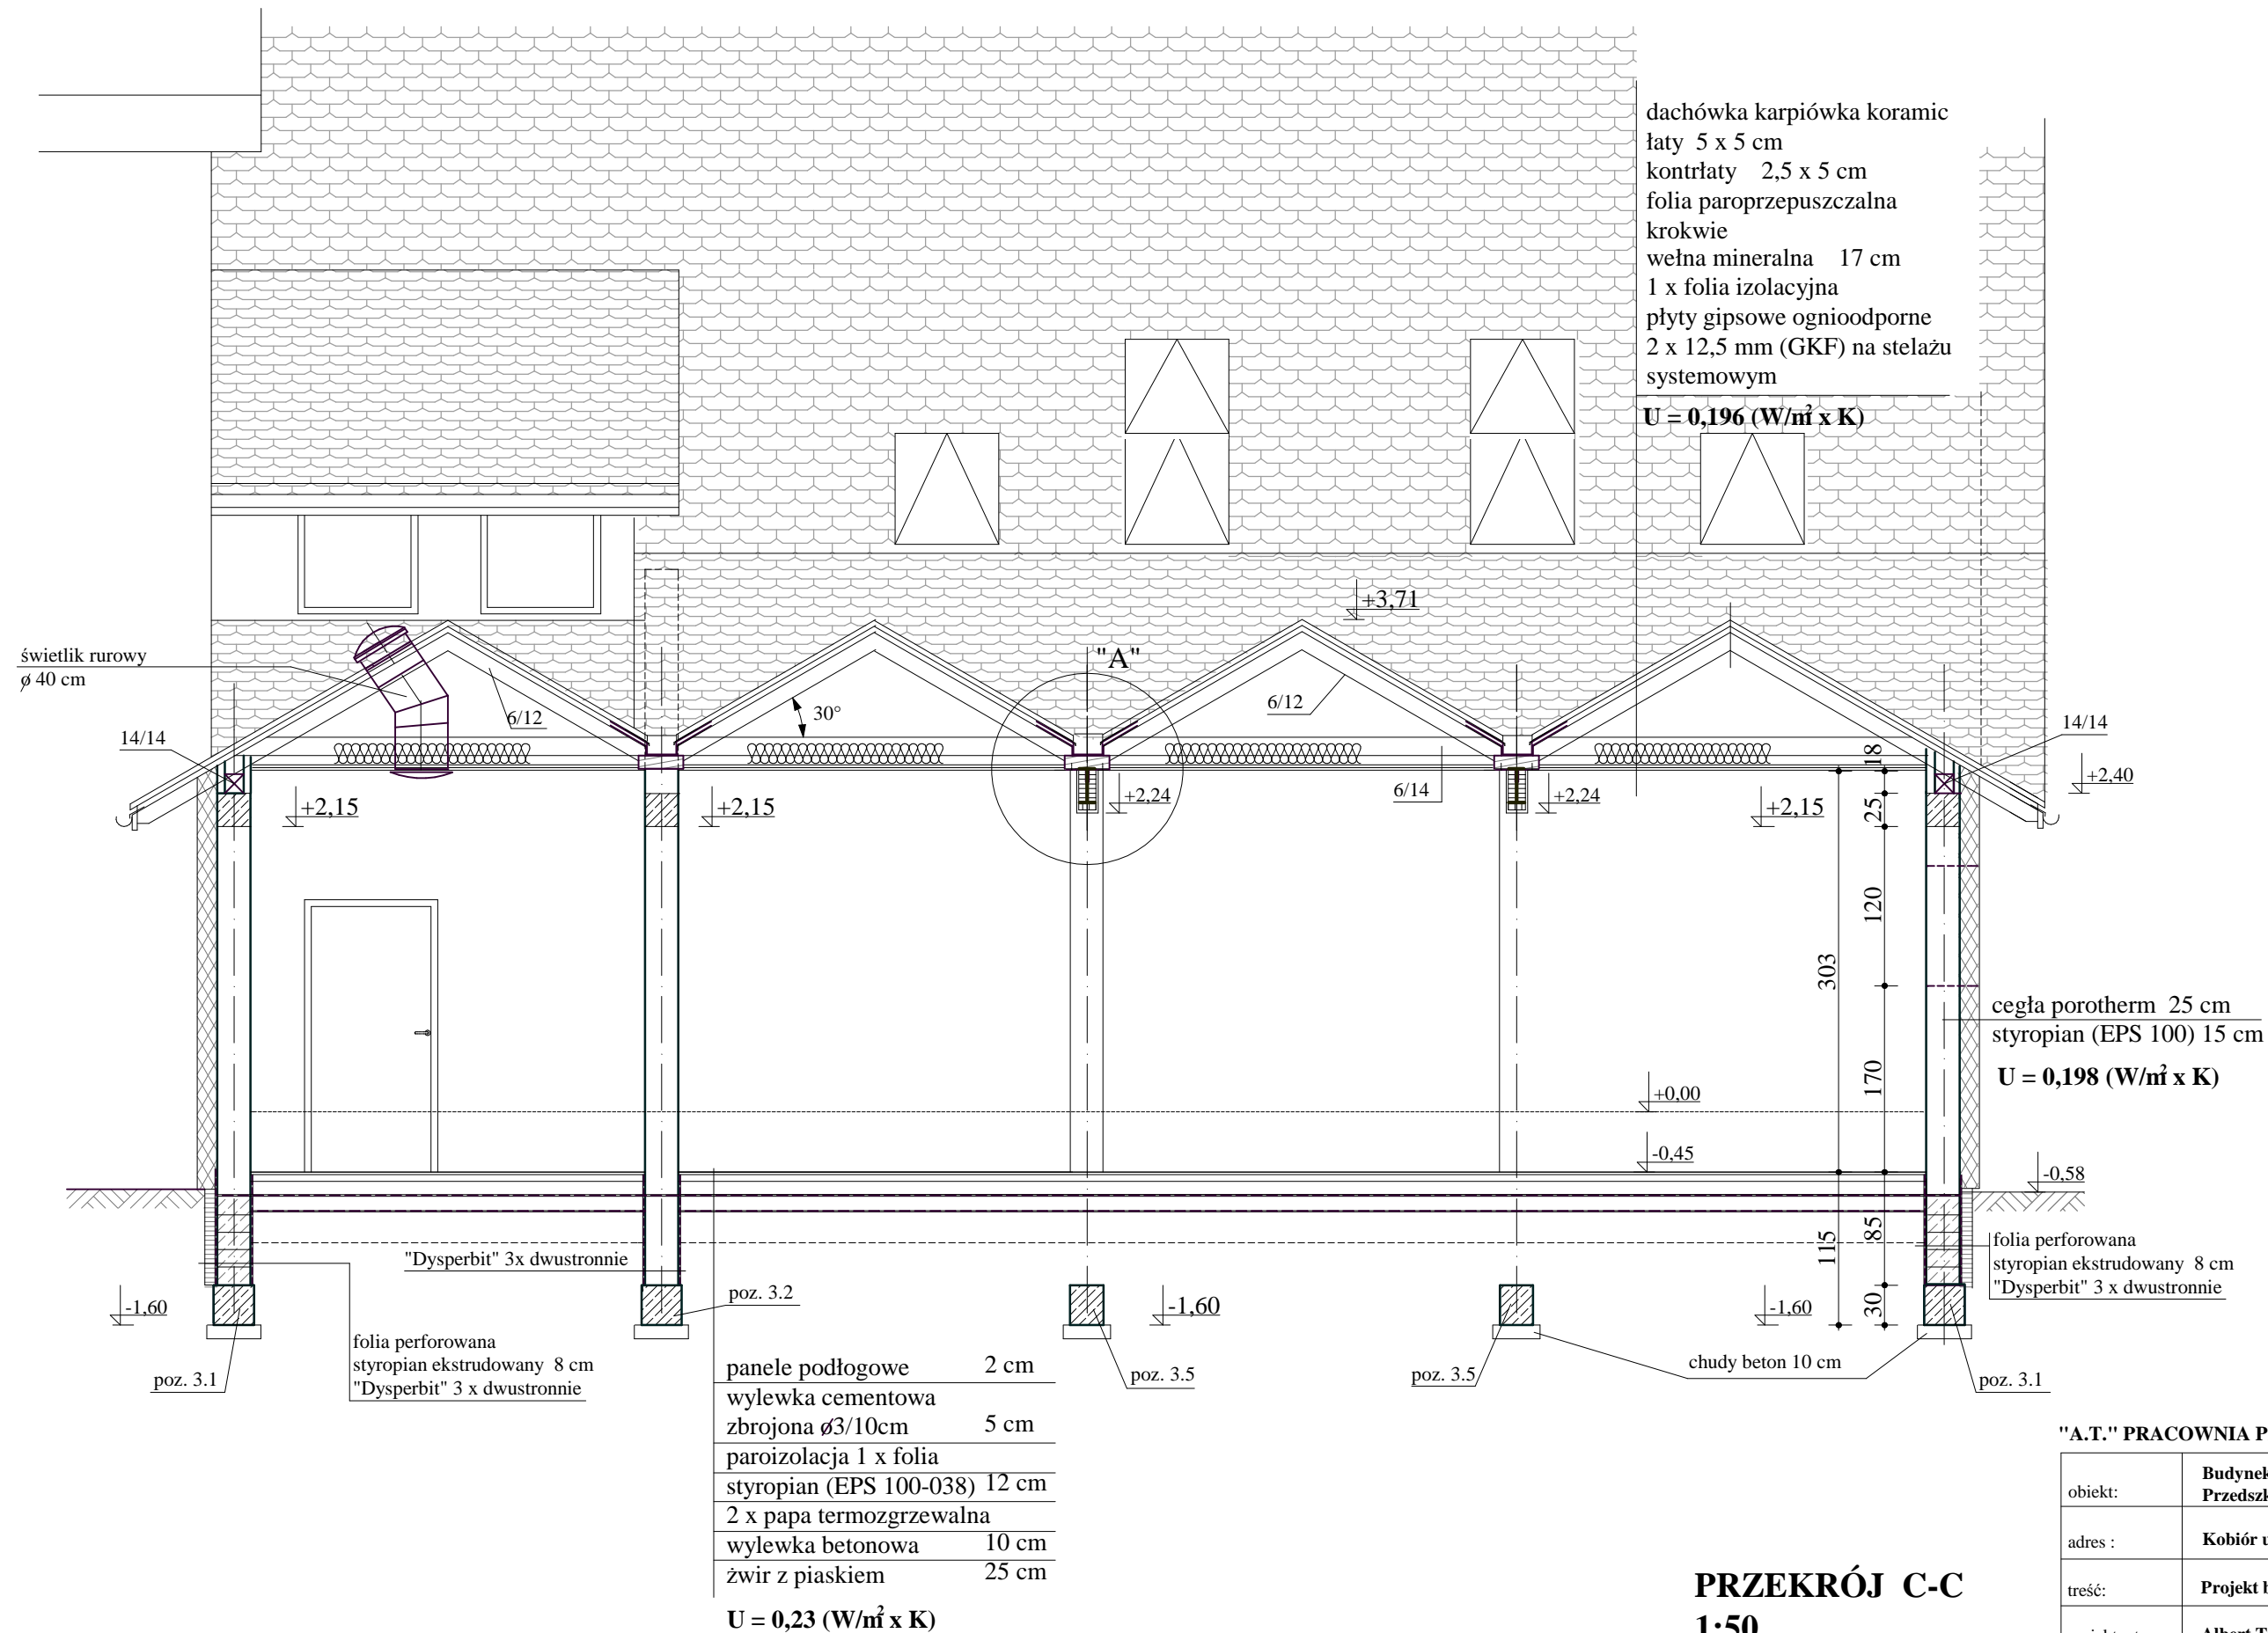 dachówka karpiówka koramic
łaty 5 x 5 cm
kontrłaty 2,5 x 5 cm
folia paroprzepuszczalna
krokwie
wełna mineralna 17 cm
1 x folia izolacyjna
płyty gipsowe ognioodporne
2 x 12,5 mm (GKF) na stelażu
systemowym
U = 0,196 (W/m² x K)
+3,71
"A"
świetlik rurowy
ø 40 cm
6/12
30°
6/12
14/14
14/14
18
+2,40
6/14
+2,15
+2,15
+2,24
+2,24
+2,15
25
120
303
cegła porotherm 25 cm
styropian (EPS 100) 15 cm
U = 0,198 (W/m² x K)
170
+0,00
-0,45
-0,58
"Dysperbit" 3x dwustronnie
115
85
folia perforowana
styropian ekstrudowany 8 cm
"Dysperbit" 3 x dwustronnie
-1,60
poz. 3.2
-1,60
-1,60
30
folia perforowana
styropian ekstrudowany 8 cm
"Dysperbit" 3 x dwustronnie
poz. 3.1
poz. 3.5
poz. 3.5
chudy beton 10 cm
poz. 3.1
panele podłogowe 2 cm
wylewka cementowa
zbrojona ø3/10cm 5 cm
paroizolacja 1 x folia
styropian (EPS 100-038) 12 cm
2 x papa termozgrzewalna
wylewka betonowa 10 cm
żwir z piaskiem 25 cm
U = 0,23 (W/m² x K)
PRZEKRÓJ C-C
1:50
"A.T." PRACOWNIA P
obiekt: Budynek
Przedszk
adres : Kobiór u
treść: Projekt b
Albert T